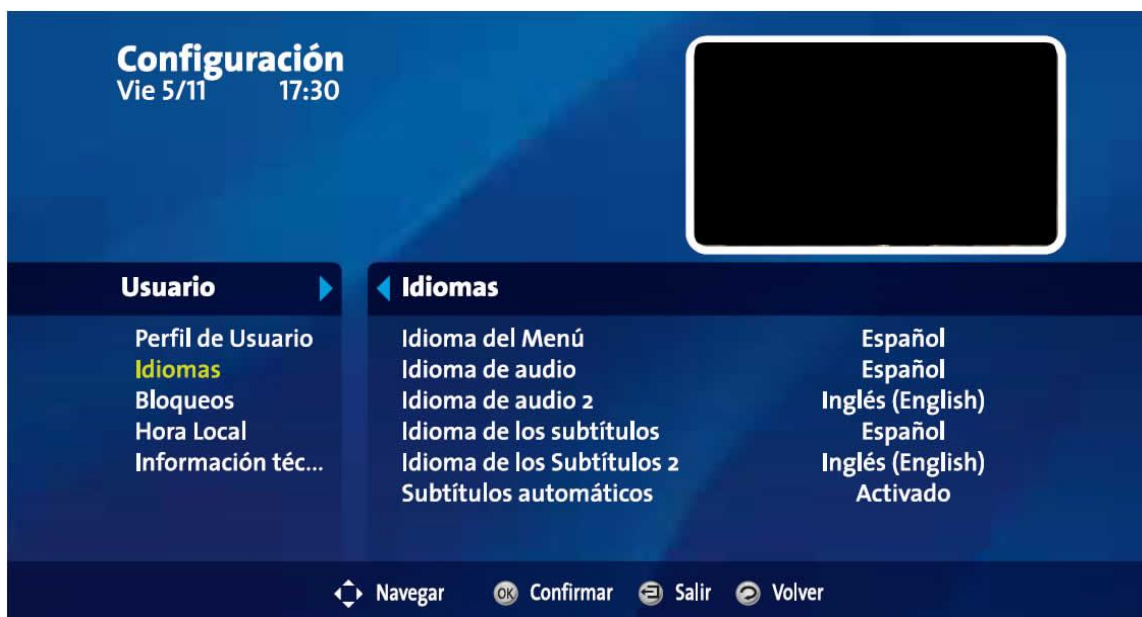 Configuración
Vie 5/11 17:30
Usuario
Perfil de Usuario
Idiomas
Bloqueos
Hora Local
Información téc...
Idiomas
Idioma del Menú Español
Idioma de audio Español
Idioma de audio 2 Inglés (English)
Idioma de los subtítulos Español
Idioma de los Subtítulos 2 Inglés (English)
Subtítulos automáticos Activado
Navegar OK Confirmar Salir Volver